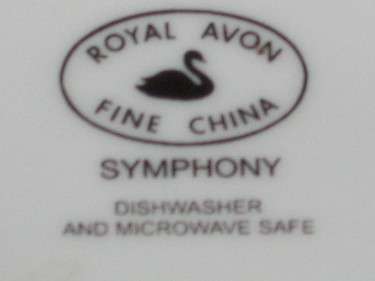 ROYAL AVON
FINE CHINA
SYMPHONY
DISHWASHER
AND MICROWAVE SAFE